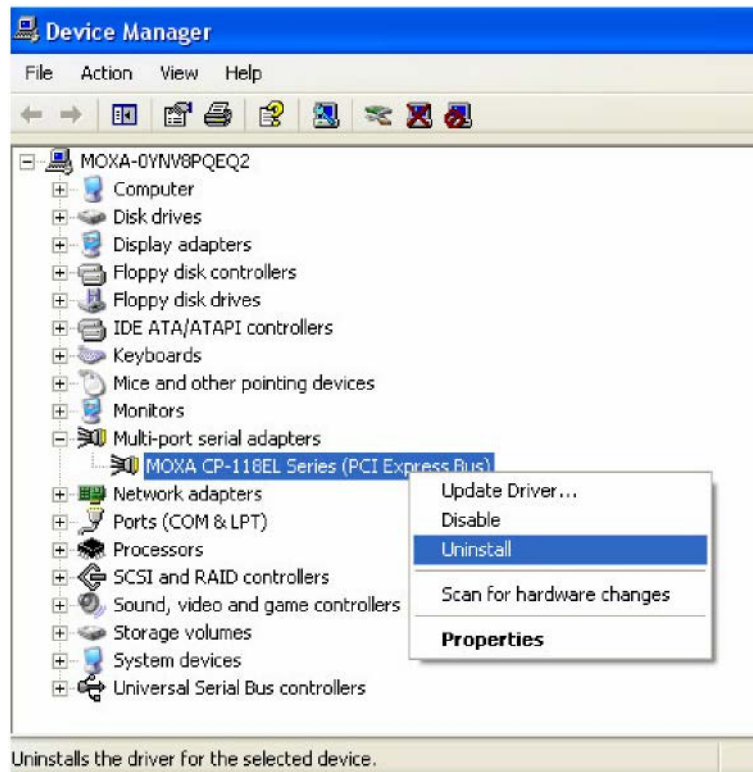 Device Manager
File Action View Help
MOXA-0YNV8PQEQ2
Computer
Disk drives
Display adapters
Floppy disk controllers
Floppy disk drives
IDE ATA/ATAPI controllers
Keyboards
Mice and other pointing devices
Monitors
Multi-port serial adapters
MOXA CP-118EL Series (PCI Express Bus)
Network adapters
Ports (COM & LPT)
Processors
SCSI and RAID controllers
Sound, video and game controllers
Storage volumes
System devices
Universal Serial Bus controllers
Update Driver...
Disable
Uninstall
Scan for hardware changes
Properties
Uninstalls the driver for the selected device.